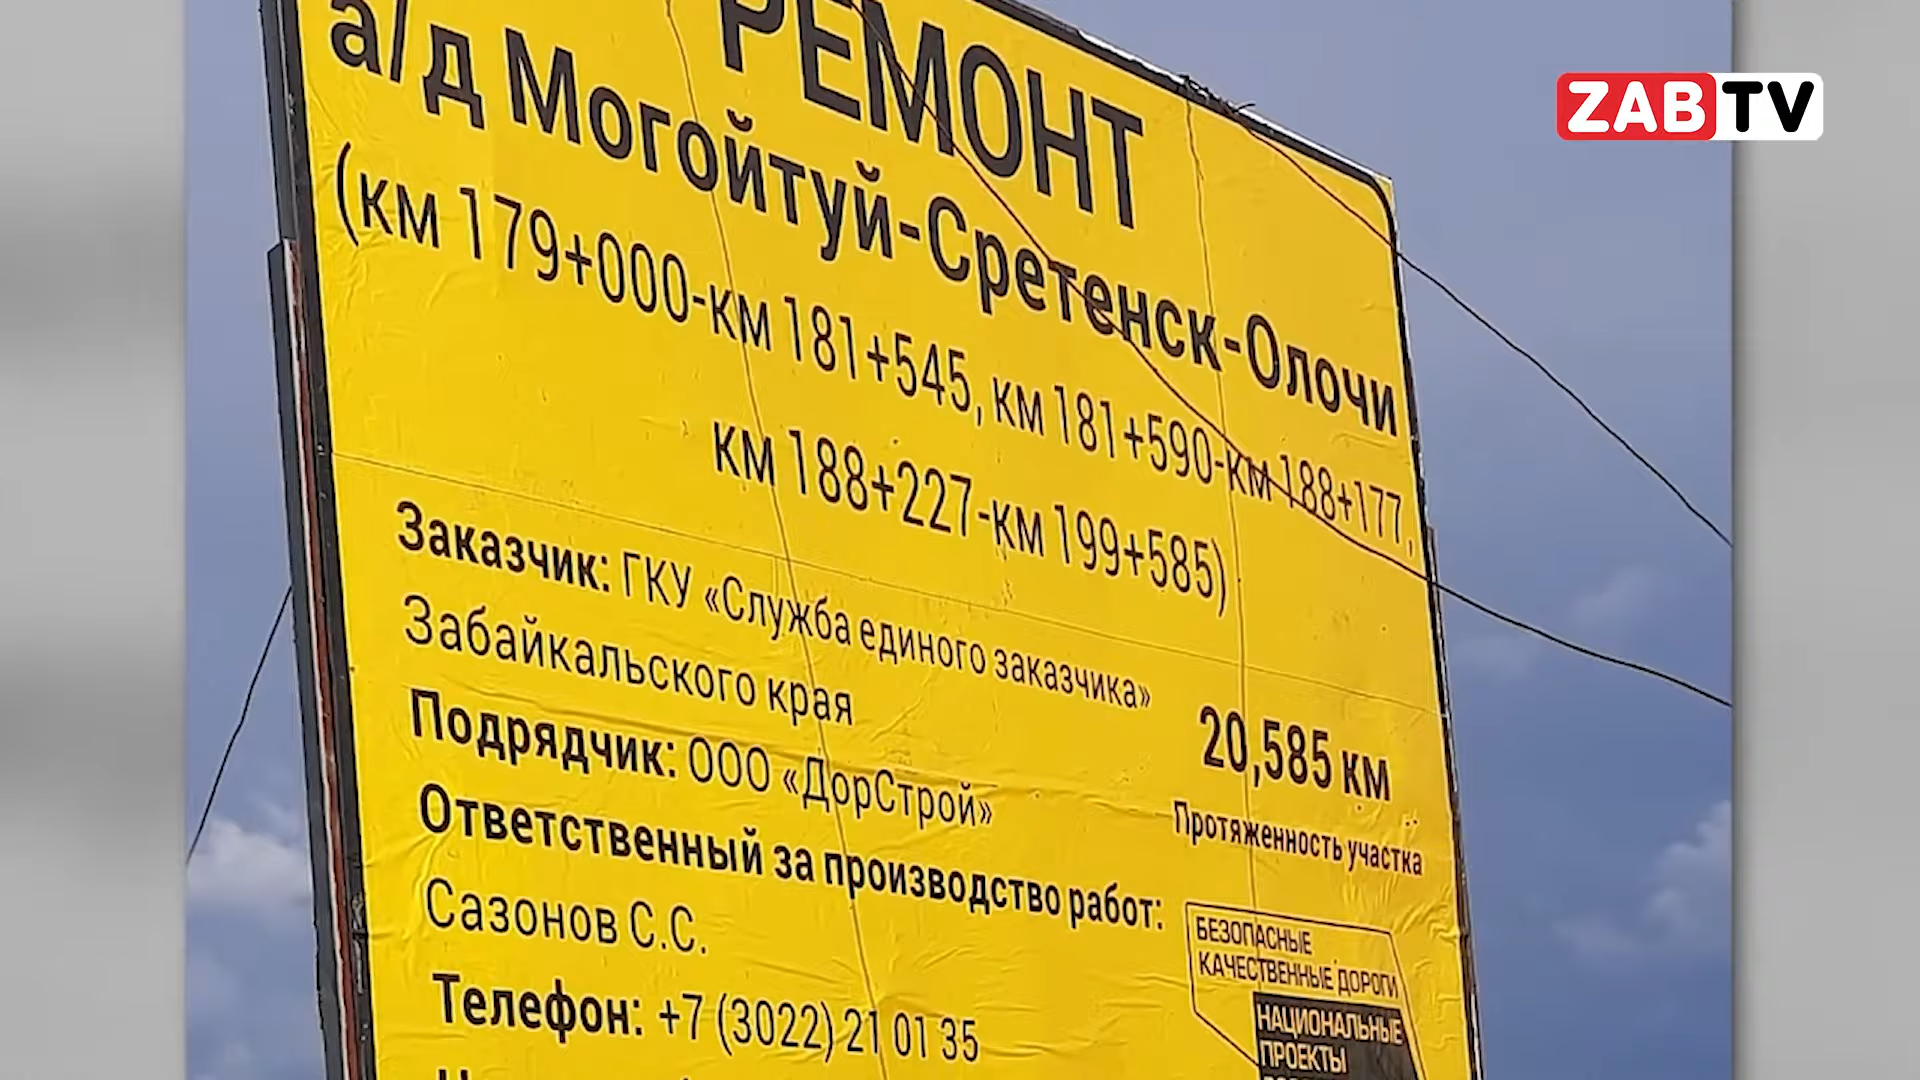 ZABTV
РЕМОНТ
а/д Могойтуй-Сретенск-Олочи
(км 179+000-км 181+545, км 181+590-км 188+177,
км 188+227-км 199+585)
Заказчик: ГКУ «Служба единого заказчика»
Забайкальского края
Подрядчик: ООО «ДорСтрой»
Ответственный за производство работ:
Сазонов С.С.
Телефон: +7 (3022) 21 01 35
20,585 км
Протяженность участка
БЕЗОПАСНЫЕ
КАЧЕСТВЕННЫЕ ДОРОГИ
НАЦИОНАЛЬНЫЕ
ПРОЕКТЫ